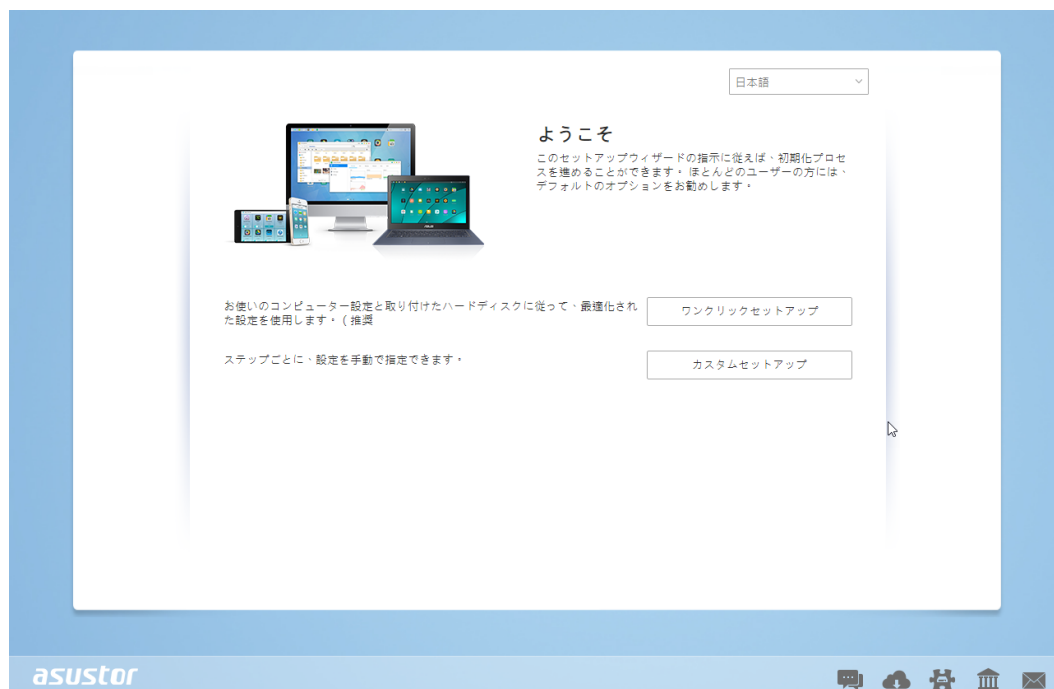 日本語
ようこそ
このセットアップウィザードの指示に従えば、初期化プロセ
スを進めることができます。ほとんどのユーザーの方には、
デフォルトのオプションをお勧めします。
お使いのコンピューター設定と取り付けたハードディスクに従って、最適化され
た設定を使用します。(推奨
ワンクリックセットアップ
ステップごとに、設定を手動で指定できます。
カスタムセットアップ
asustor